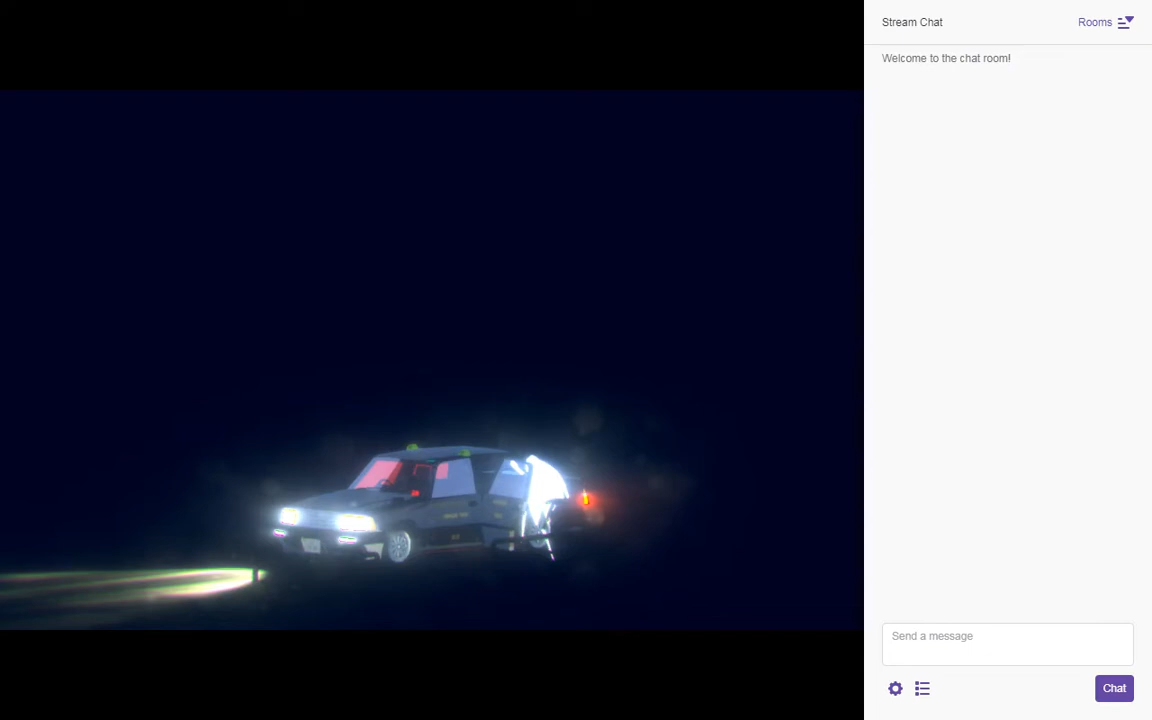 Stream Chat
Rooms
Welcome to the chat room!
Send a message
Chat